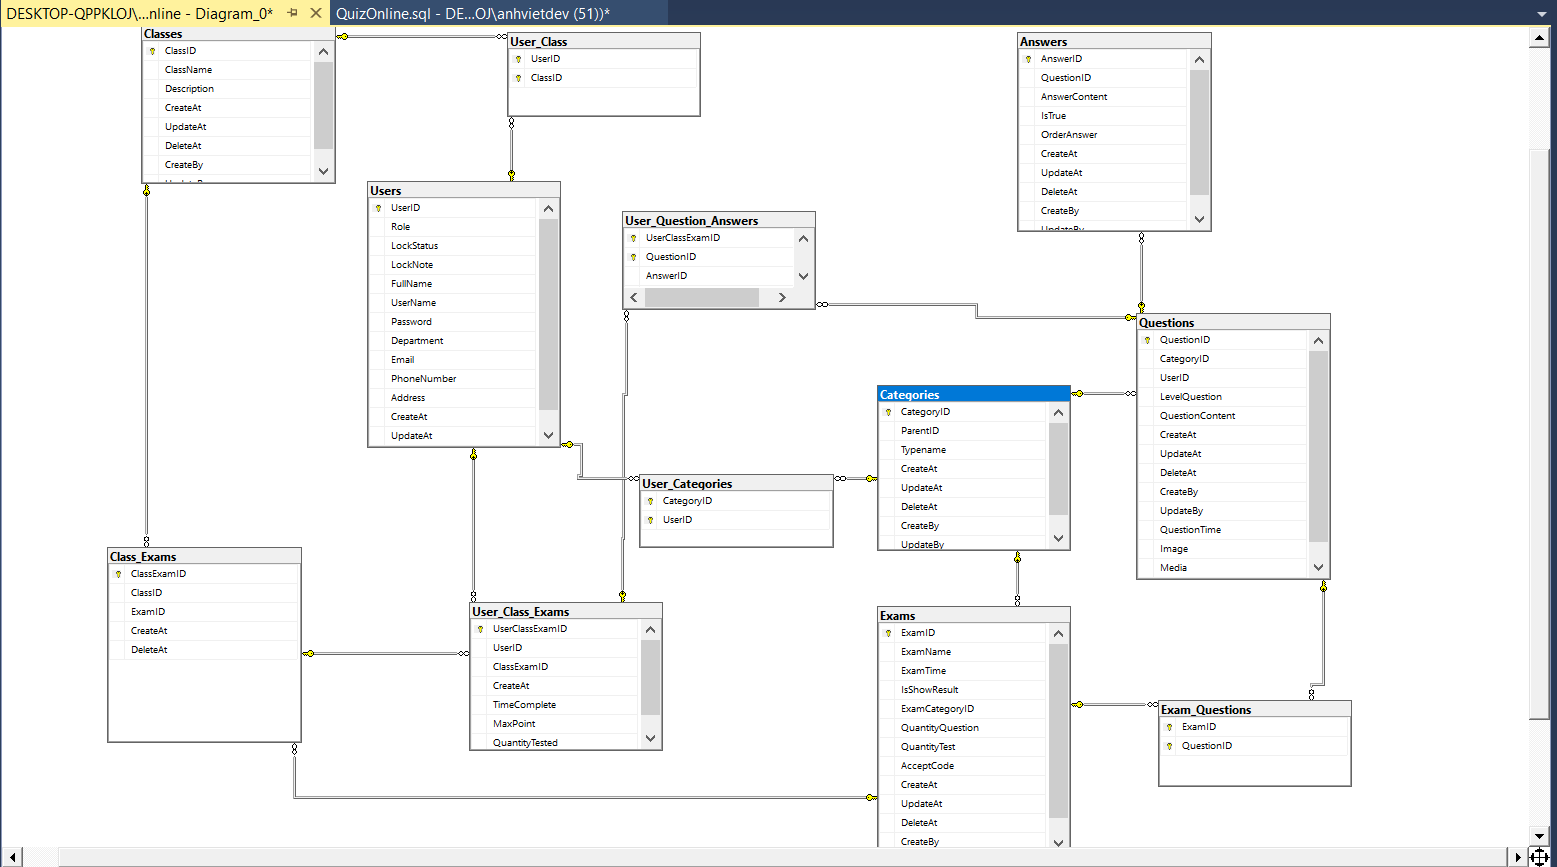 DESKTOP-QPPKLOJ\...nline - Diagram_0*
QuizOnline.sql - DE...OJ\anhvietdev (51))*
Classes
ClassID
ClassName
Description
CreateAt
UpdateAt
DeleteAt
CreateBy
User_Class
UserID
ClassID
Answers
AnswerID
QuestionID
AnswerContent
IsTrue
OrderAnswer
CreateAt
UpdateAt
DeleteAt
CreateBy
UpdateBy
Users
UserID
Role
LockStatus
LockNote
FullName
UserName
Password
Department
Email
PhoneNumber
Address
CreateAt
UpdateAt
User_Question_Answers
UserClassExamID
QuestionID
AnswerID
Questions
QuestionID
CategoryID
UserID
LevelQuestion
QuestionContent
CreateAt
UpdateAt
DeleteAt
CreateBy
UpdateBy
QuestionTime
Image
Media
Categories
CategoryID
ParentID
Typename
CreateAt
UpdateAt
DeleteAt
CreateBy
UpdateBy
User_Categories
CategoryID
UserID
Class_Exams
ClassExamID
ClassID
ExamID
CreateAt
DeleteAt
User_Class_Exams
UserClassExamID
UserID
ClassExamID
CreateAt
TimeComplete
MaxPoint
QuantityTested
Exams
ExamID
ExamName
ExamTime
IsShowResult
ExamCategoryID
QuantityQuestion
QuantityTest
AcceptCode
CreateAt
UpdateAt
DeleteAt
CreateBy
Exam_Questions
ExamID
QuestionID